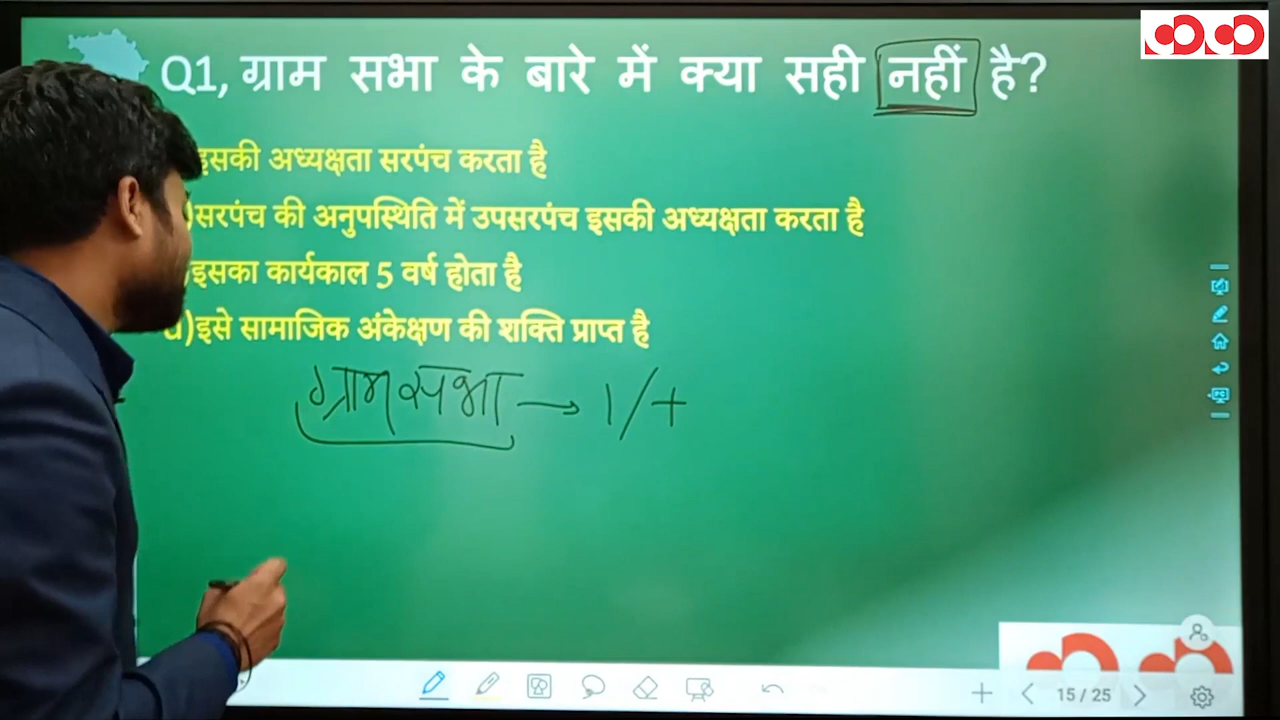 Q1, ग्राम सभा के बारे में क्या सही नहीं है?
इसकी अध्यक्षता सरपंच करता है
)सरपंच की अनुपस्थिति में उपसरपंच इसकी अध्यक्षता करता है
इसका कार्यकाल 5 वर्ष होता है
d)इसे सामाजिक अंकेक्षण की शक्ति प्राप्त है
ग्रामसभा → 1/+
15 / 25